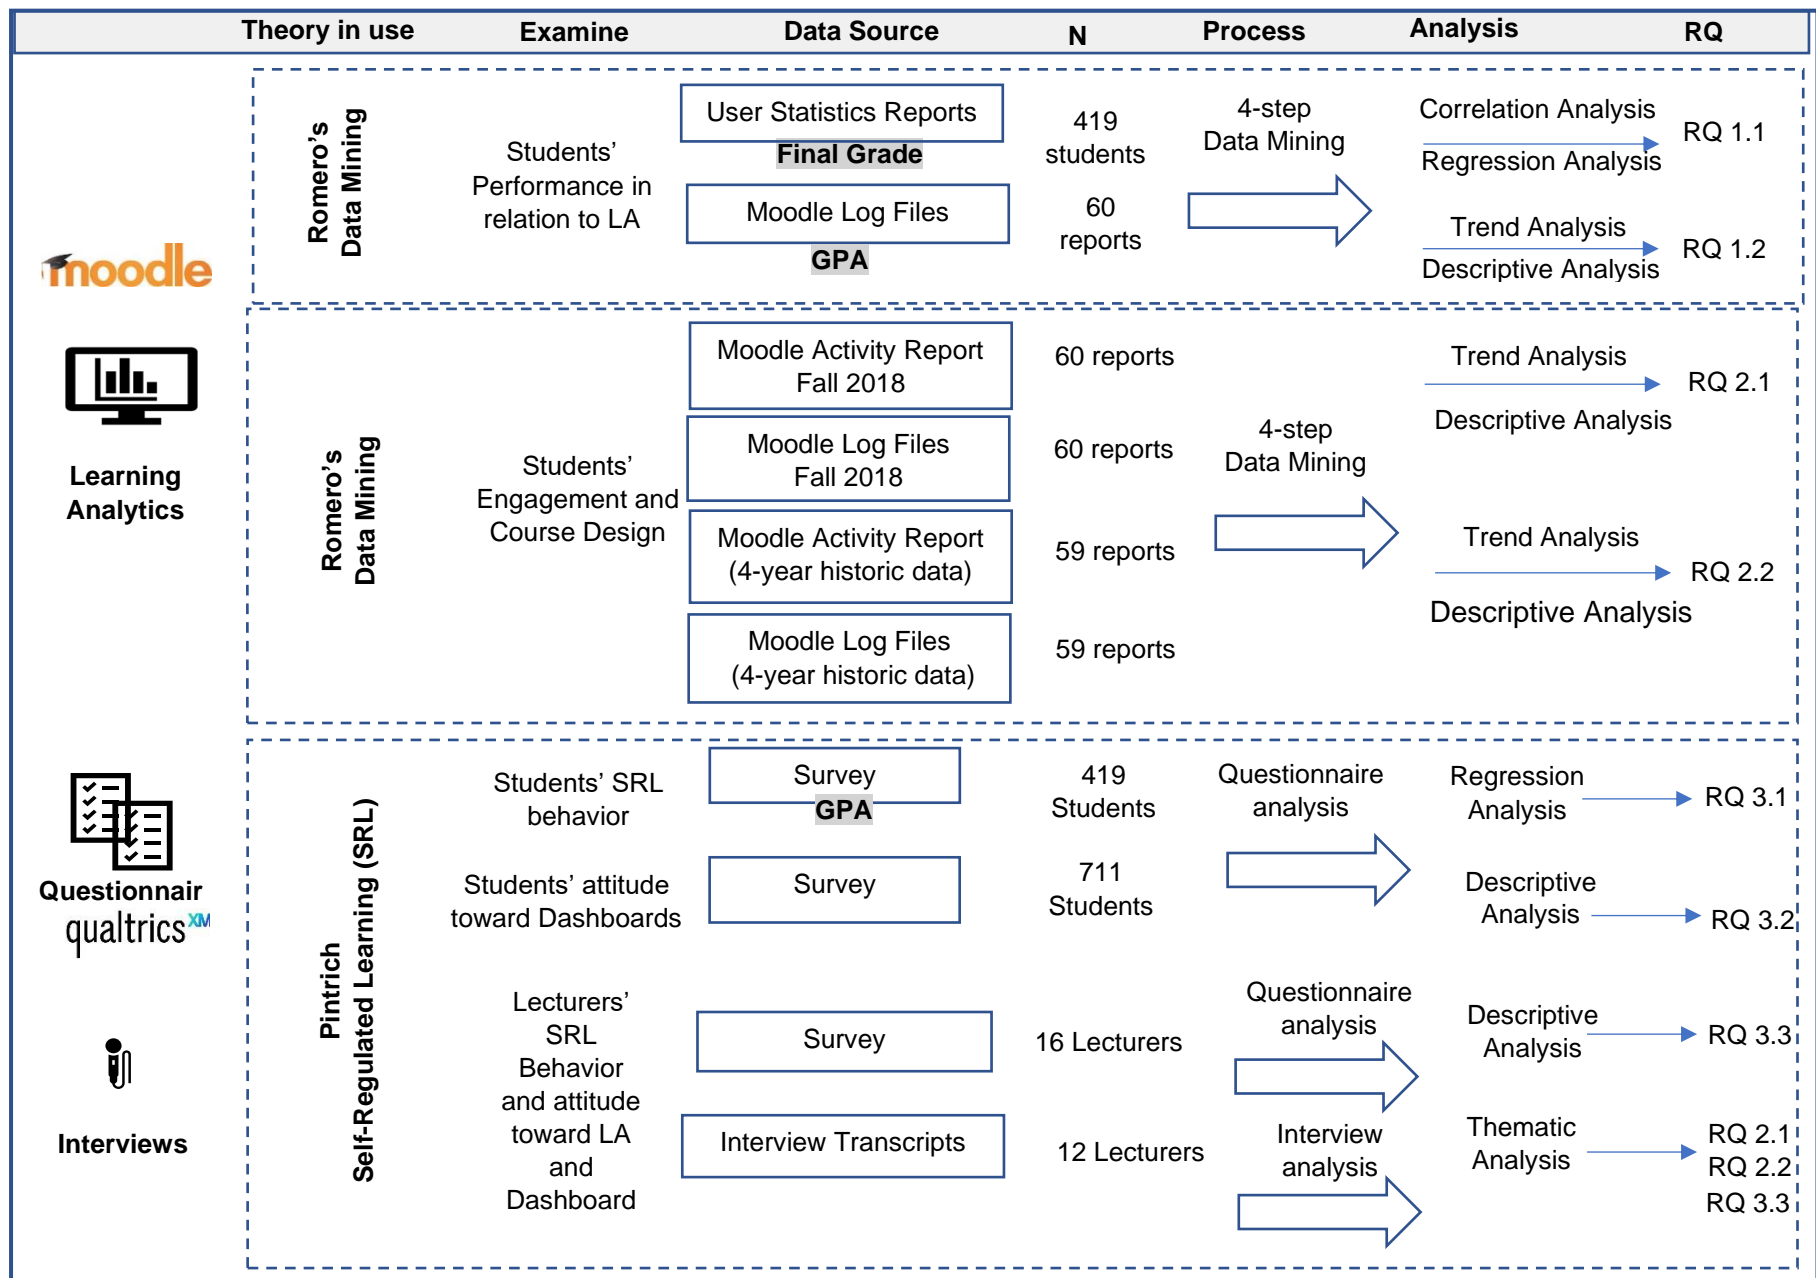 Theory in use Examine Data Source N Process Analysis RQ
moodle
Learning
Analytics
Romero's
Data Mining
Students'
Performance in
relation to LA
User Statistics Reports
Final Grade
Moodle Log Files
GPA
419
students
60
reports
4-step
Data Mining
Correlation Analysis
Regression Analysis
RQ 1.1
Trend Analysis
Descriptive Analysis
RQ 1.2
Romero's
Data Mining
Students'
Engagement and
Course Design
Moodle Activity Report
Fall 2018
60 reports
Moodle Log Files
Fall 2018
60 reports
Moodle Activity Report
(4-year historic data)
59 reports
Moodle Log Files
(4-year historic data)
59 reports
4-step
Data Mining
Trend Analysis
Descriptive Analysis
RQ 2.1
Trend Analysis
Descriptive Analysis
RQ 2.2
Questionnair
qualtrics XM
Interviews
Pintrich
Self-Regulated Learning (SRL)
Students' SRL
behavior
Survey
GPA
419
Students
Questionnaire
analysis
Regression
Analysis
RQ 3.1
Students' attitude
toward Dashboards
Survey
711
Students
Descriptive
Analysis
RQ 3.2
Lecturers'
SRL
Behavior
and attitude
toward LA
and
Dashboard
Survey
16 Lecturers
Questionnaire
analysis
Descriptive
Analysis
RQ 3.3
Interview Transcripts
12 Lecturers
Interview
analysis
Thematic
Analysis
RQ 2.1
RQ 2.2
RQ 3.3